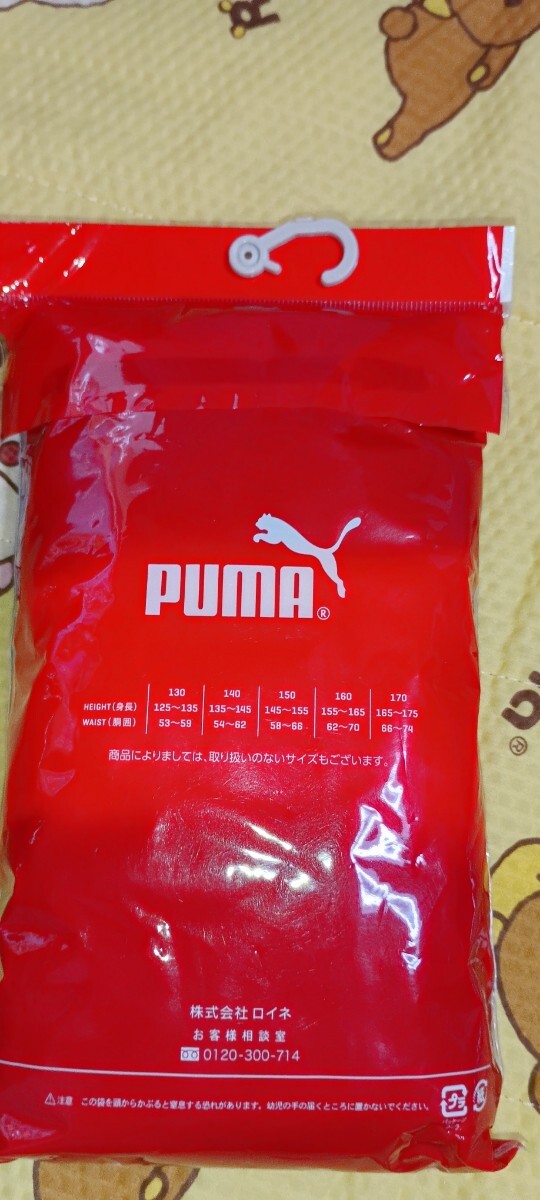 PUMA®
130 140 150 160 170
HEIGHT(身長) 125〜135 135〜145 145〜155 155〜165 165〜175
WAIST(胴囲) 53〜59 54〜62 58〜66 62〜70 66〜74
商品によりましては、取り扱いのないサイズもございます。
株式会社 ロイネ
お客様相談室
0120-300-714
⚠注意 この袋を頭からかぶると窒息する恐れがあります。幼児の手の届くところに置かないでください。
プラ
®